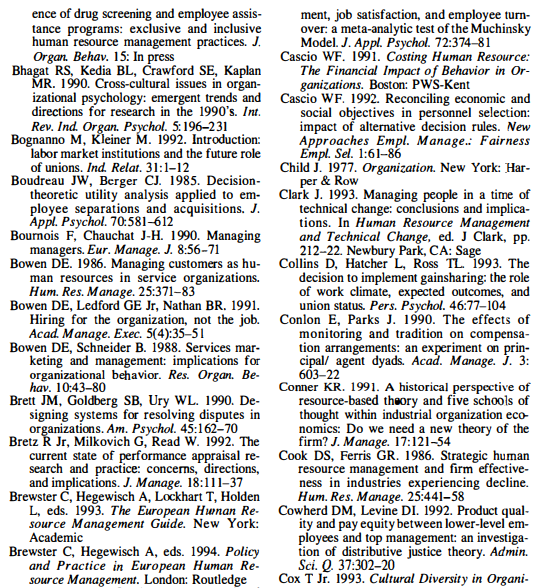 ence of drug screening and employee assis-
tance programs: exclusive and inclusive
human resource management practices. J.
Organ. Behav. 15: In press
Bhagat RS, Kedia BL, Crawford SE, Kaplan
MR. 1990. Cross-cultural issues in organ-
izational psychology: emergent trends and
directions for research in the 1990's. Int.
Rev. Ind. Organ. Psychol. 5:196-231
Bognanno M, Kleiner M. 1992. Introduction:
labor market institutions and the future role
of unions. Ind. Relat. 31:1-12
Boudreau JW, Berger CJ. 1985. Decision-
theoretic utility analysis applied to em-
ployee separations and acquisitions. J.
Appl. Psychol. 70:581-612
Bournois F, Chauchat J-H. 1990. Managing
managers. Eur. Manage. J. 8:56-71
Bowen DE. 1986. Managing customers as hu-
man resources in service organizations.
Hum. Res. Manage. 25:371-83
Bowen DE, Ledford GE Jr, Nathan BR. 1991.
Hiring for the organization, not the job.
Acad. Manage. Exec. 5(4):35-51
Bowen DE, Schneider B. 1988. Services mar-
keting and management: implications for
organizational behavior. Res. Organ. Be-
hav. 10:43-80
Brett JM, Goldberg SB, Ury WL. 1990. De-
signing systems for resolving disputes in
organizations. Am. Psychol. 45:162-70
Bretz R Jr, Milkovich G, Read W. 1992. The
current state of performance appraisal re-
search and practice: concerns, directions,
and implications. J. Manage. 18:111-37
Brewster C, Hegewisch A, Lockhart T, Holden
L, eds. 1993. The European Human Re-
source Management Guide. New York:
Academic
Brewster C, Hegewisch A, eds. 1994. Policy
and Practice in European Human Re-
source Management. London: Routledge
ment, job satisfaction, and employee turn-
over: a meta-analytic test of the Muchinsky
Model. J. Appl. Psychol. 72:374-81
Cascio WF. 1991. Costing Human Resource:
The Financial Impact of Behavior in Or-
ganizations. Boston: PWS-Kent
Cascio WF. 1992. Reconciling economic and
social objectives in personnel selection:
impact of alternative decision rules. New
Approaches Empl. Manage.: Fairness
Empl. Sel. 1:61-86
Child J. 1977. Organization. New York: Har-
per & Row
Clark J. 1993. Managing people in a time of
technical change: conclusions and implica-
tions. In Human Resource Management
and Technical Change, ed. J Clark, pp.
212-22. Newbury Park, CA: Sage
Collins D, Hatcher L, Ross TL. 1993. The
decision to implement gainsharing: the role
of work climate, expected outcomes, and
union status. Pers. Psychol. 46:77-104
Conlon E, Parks J. 1990. The effects of
monitoring and tradition on compensa-
tion arrangements: an experiment on prin-
cipal/ agent dyads. Acad. Manage. J. 3:
603-22
Conner KR. 1991. A historical perspective of
resource-based theory and five schools of
thought within industrial organization eco-
nomics: Do we need a new theory of the
firm? J. Manage. 17:121-54
Cook DS, Ferris GR. 1986. Strategic human
resource management and firm effective-
ness in industries experiencing decline.
Hum. Res. Manage. 25:441-58
Cowherd DM, Levine DI. 1992. Product qual-
ity and pay equity between lower-level em-
ployees and top management: an investiga-
tion of distributive justice theory. Admin.
Sci. Q. 37:302-20
Cox T Jr. 1993. Cultural Diversity in Organi-